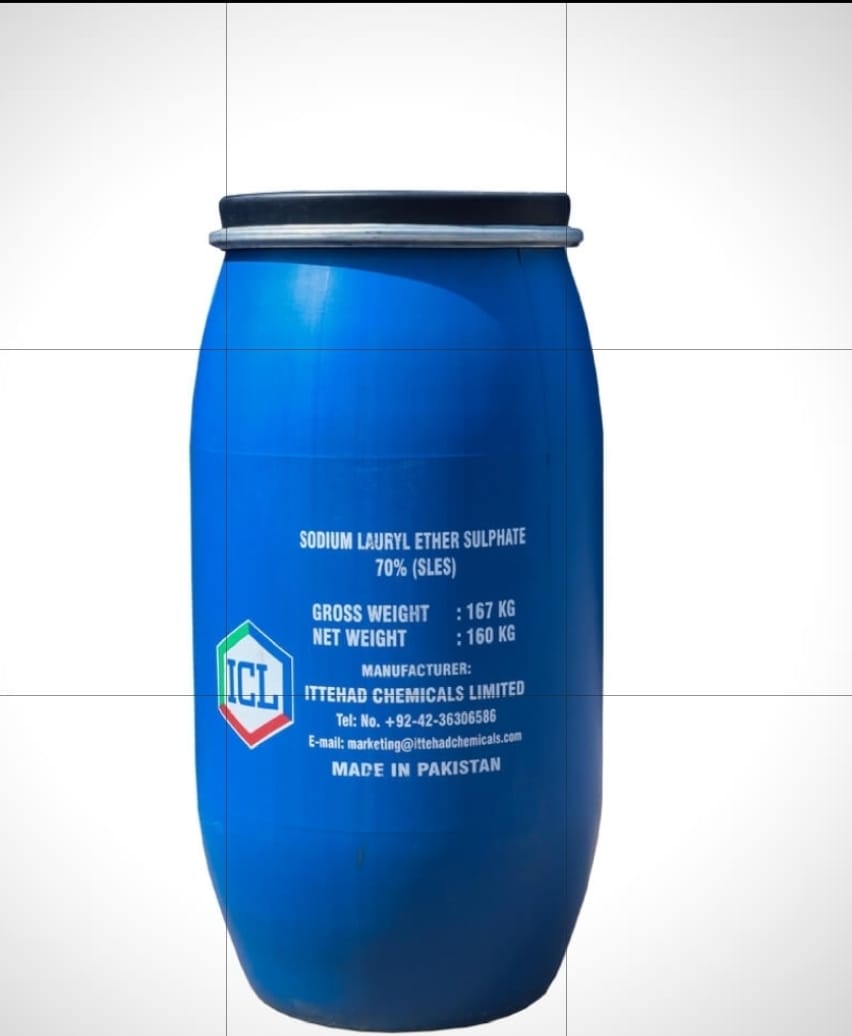 SODIUM LAURYL ETHER SULPHATE
70% (SLES)
GROSS WEIGHT : 167 KG
NET WEIGHT : 160 KG
ICL
MANUFACTURER:
ITTEHAD CHEMICALS LIMITED
Tel: No. +92-42-36306586
E-mail: marketing@ittehadchemicals.com
MADE IN PAKISTAN